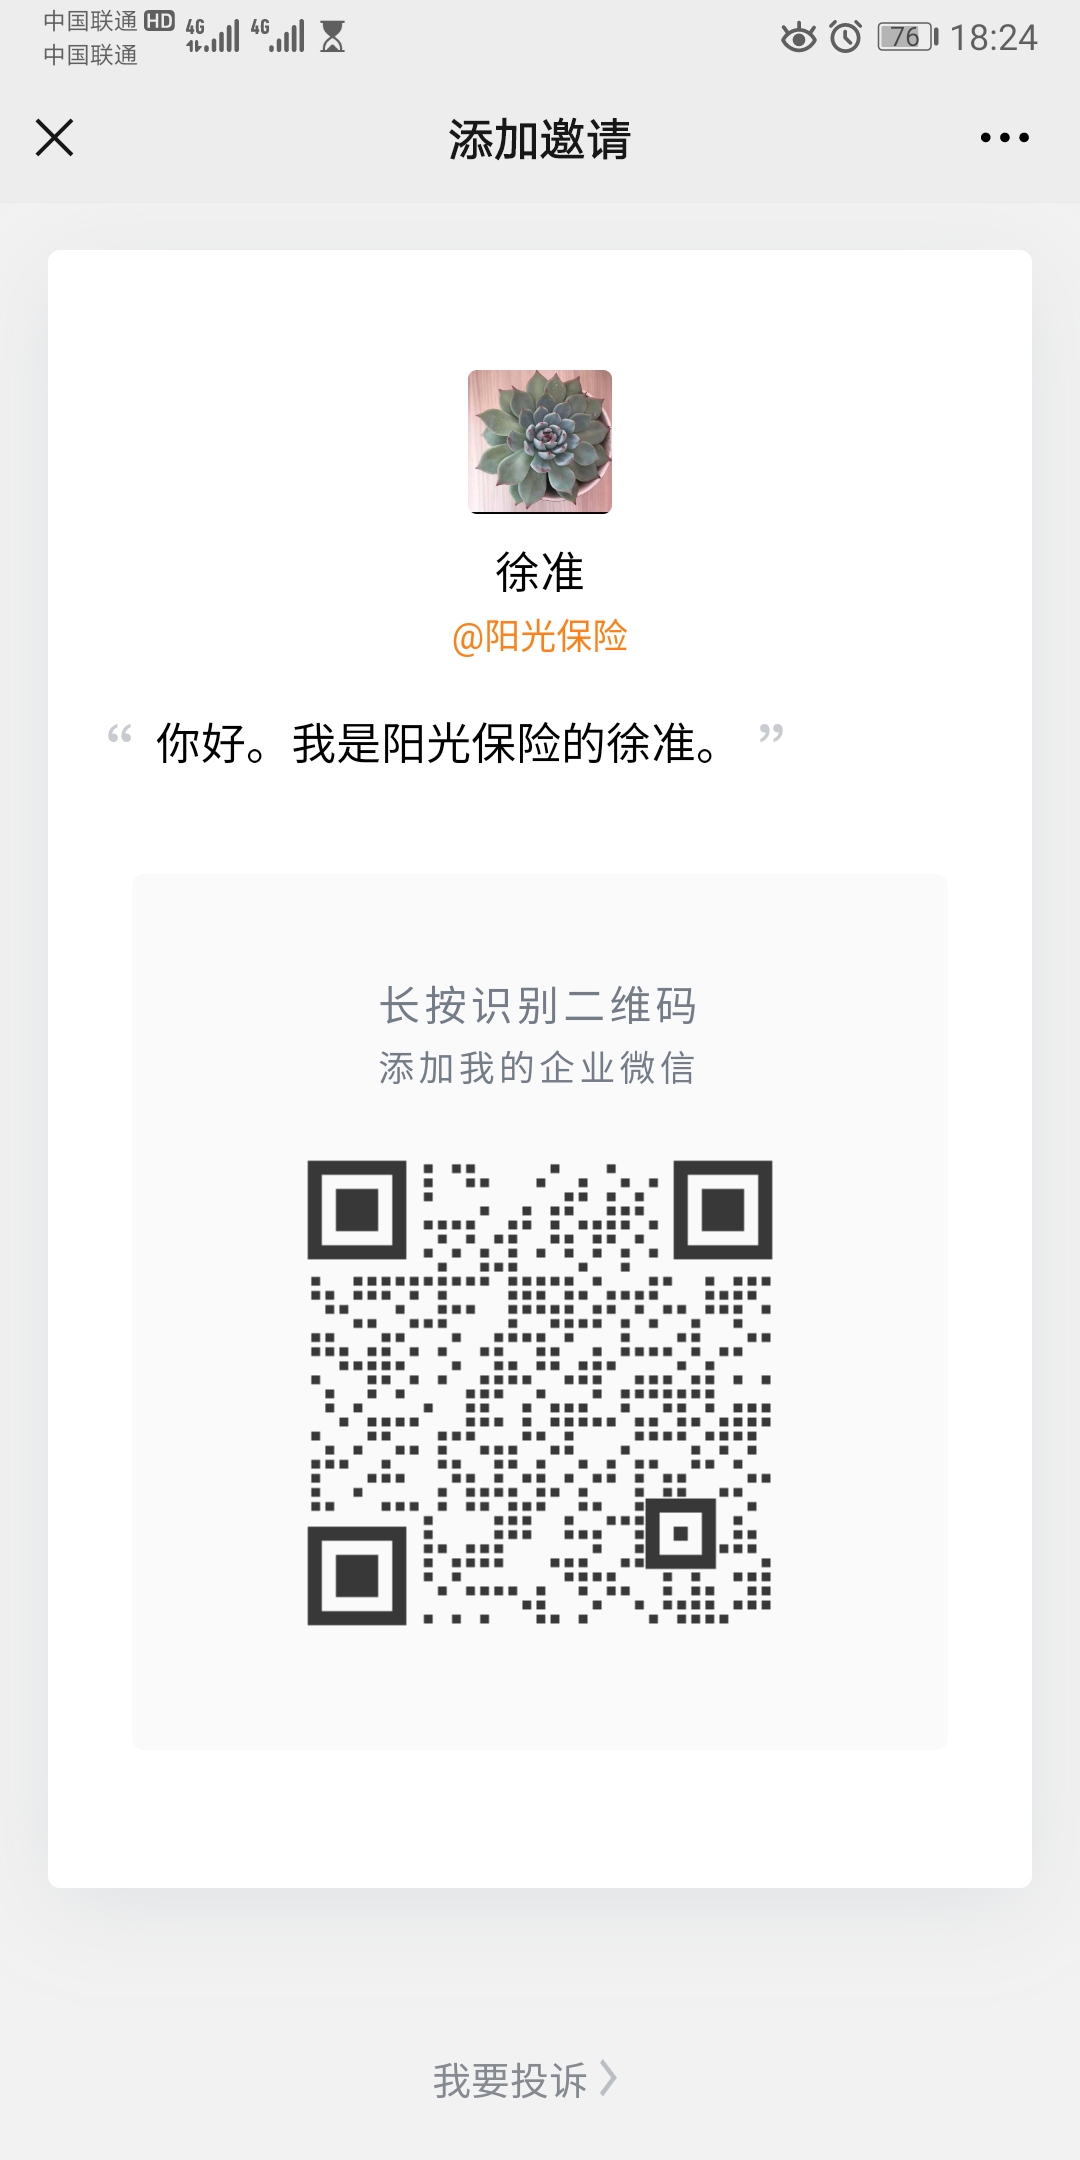 中国联通 HD 4G 4G 76 18:24
中国联通
添加邀请
徐准
@阳光保险
“ 你好。我是阳光保险的徐准。 ”
长按识别二维码
添加我的企业微信
我要投诉